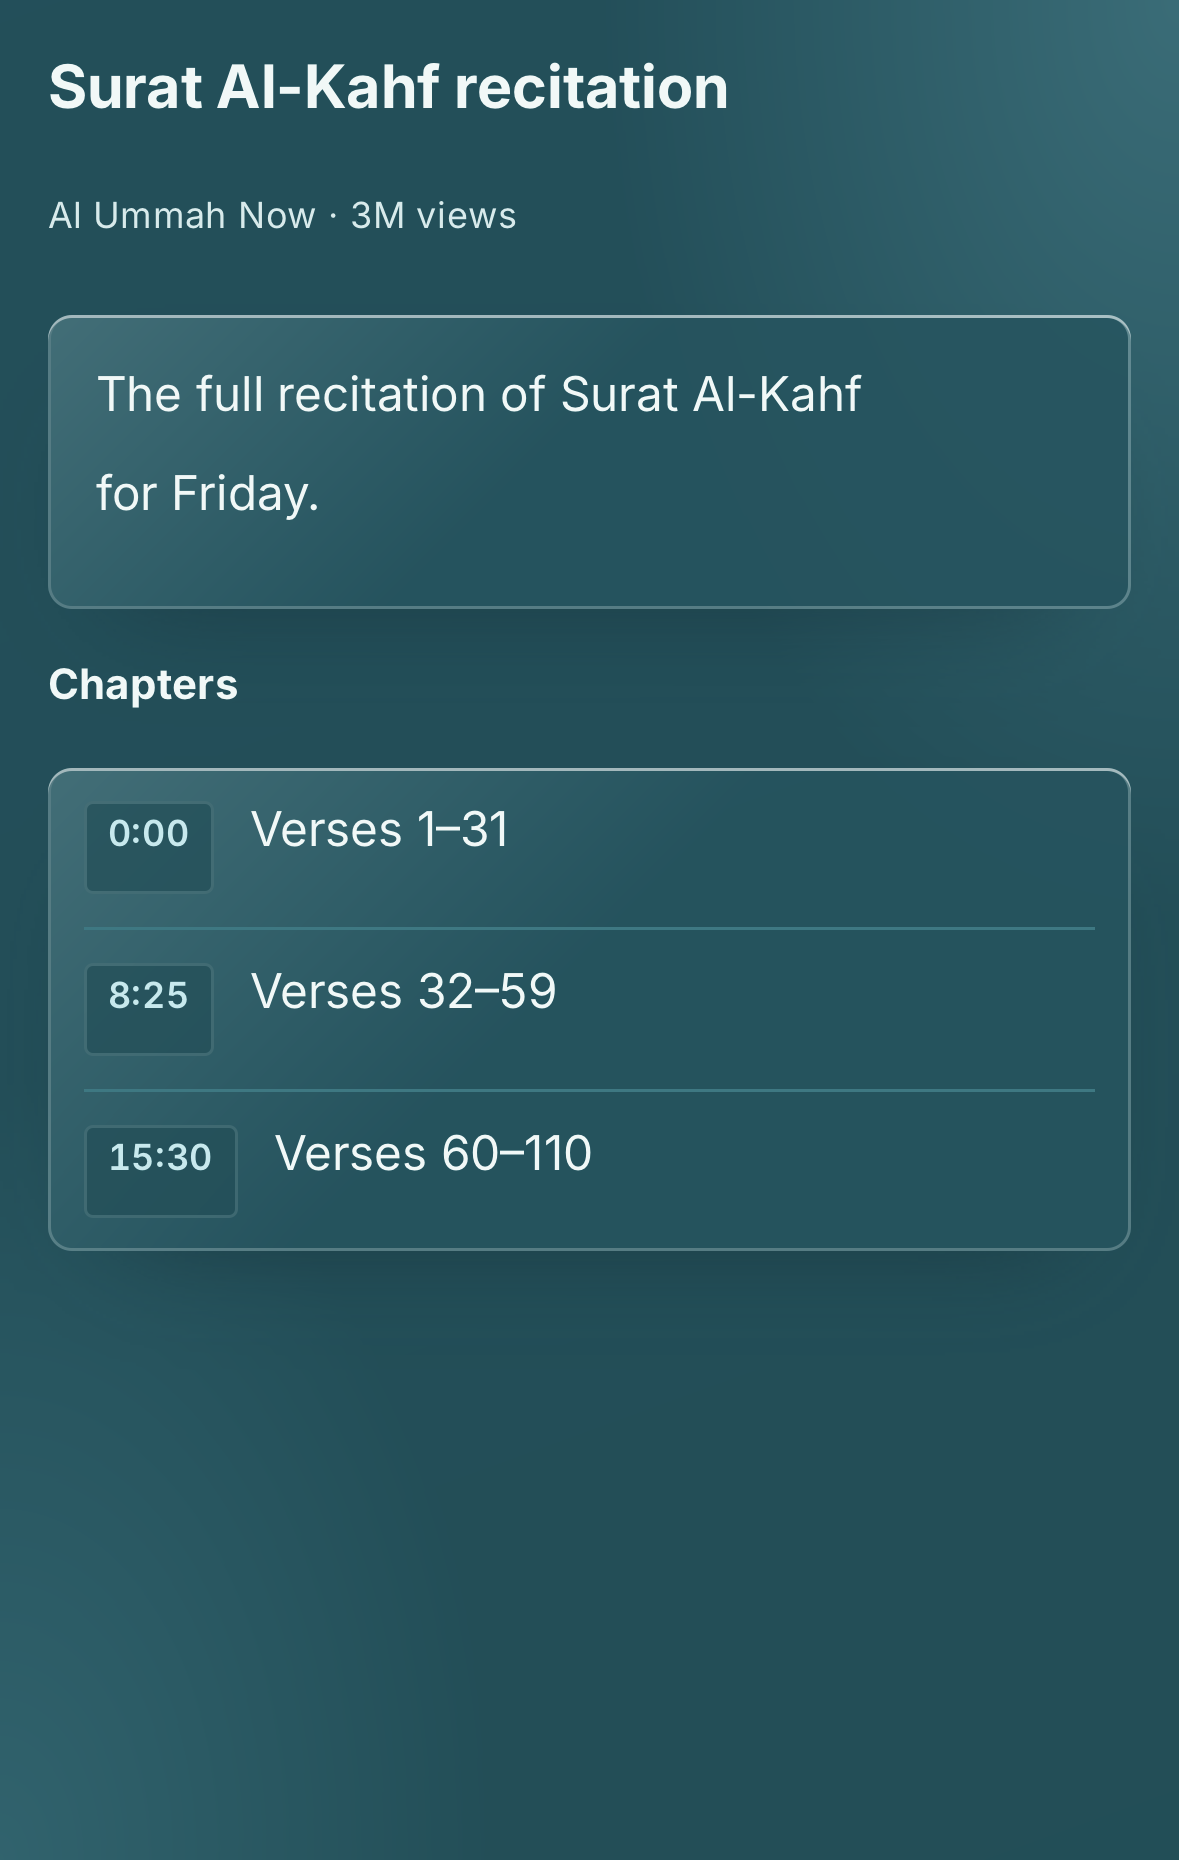 Surat Al-Kahf recitation
Al Ummah Now · 3M views
The full recitation of Surat Al-Kahf
for Friday.
Chapters
0:00 Verses 1–31
8:25 Verses 32–59
15:30 Verses 60–110